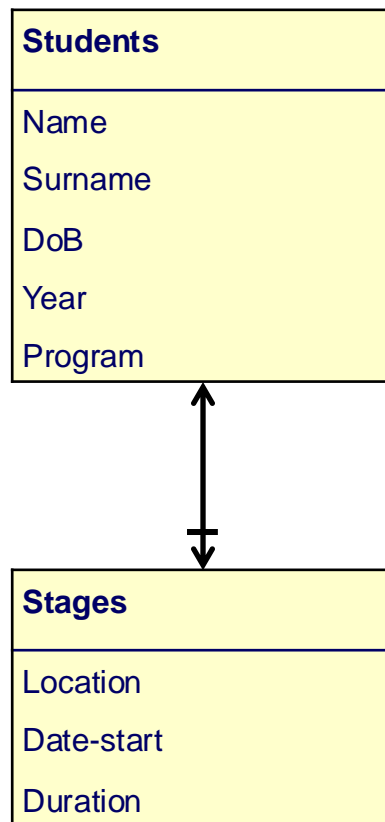 Students
Name
Surname
DoB
Year
Program
Stages
Location
Date-start
Duration